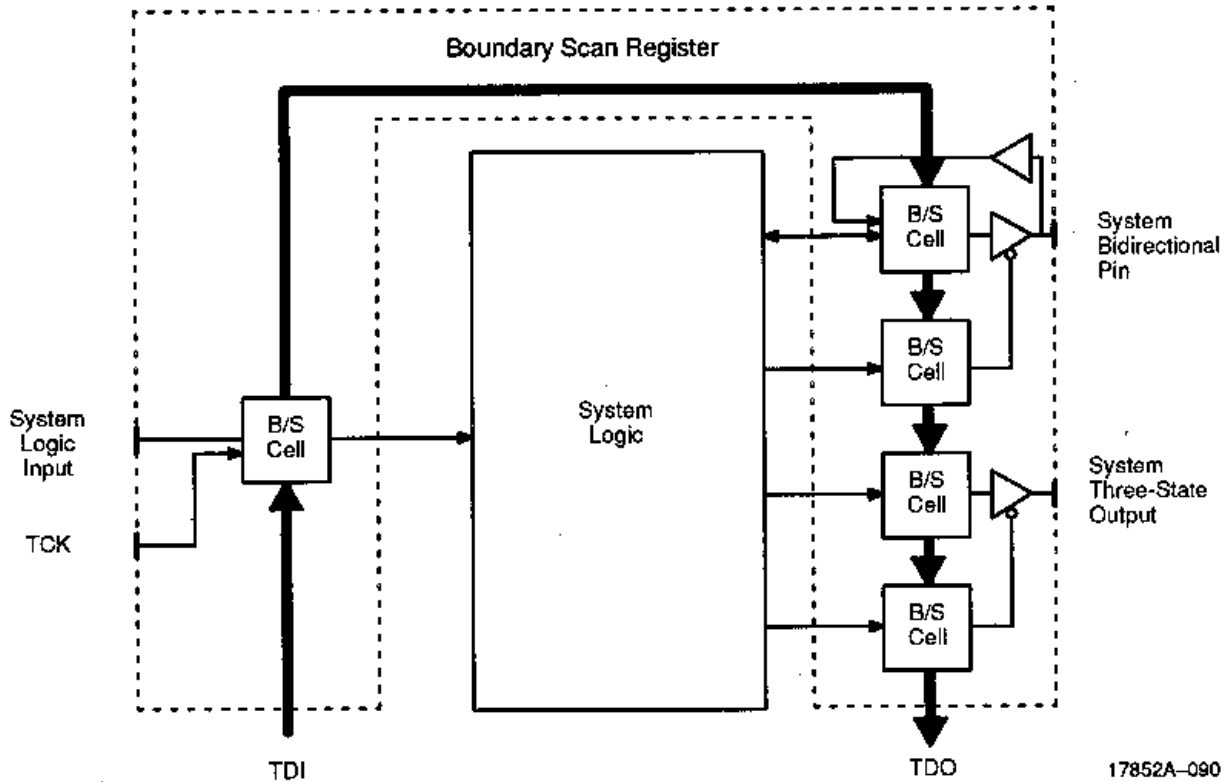 Boundary Scan Register
B/S
Cell
System
Bidirectional
Pin
B/S
Cell
System
Logic
Input
B/S
Cell
System
Logic
B/S
Cell
System
Three-State
Output
TCK
B/S
Cell
TDI
TDO
17852A–090